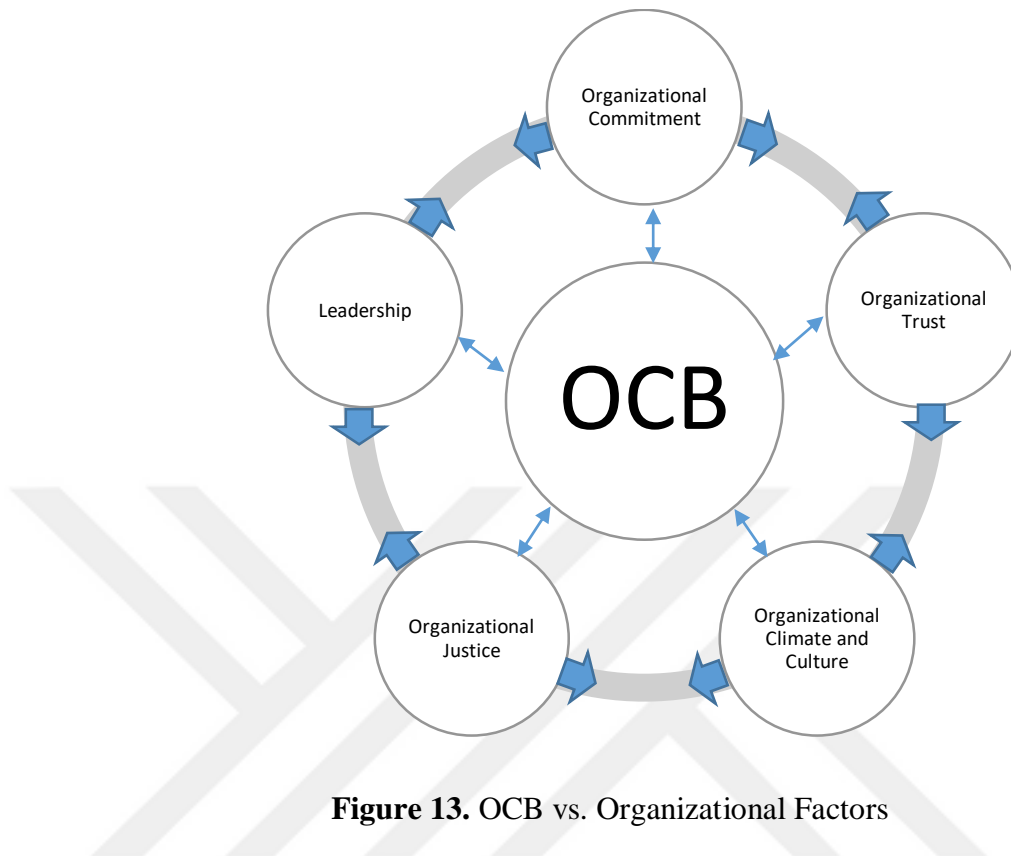 Organizational
Commitment
Leadership
Organizational
Trust
OCB
Organizational
Justice
Organizational
Climate and
Culture
Figure 13. OCB vs. Organizational Factors